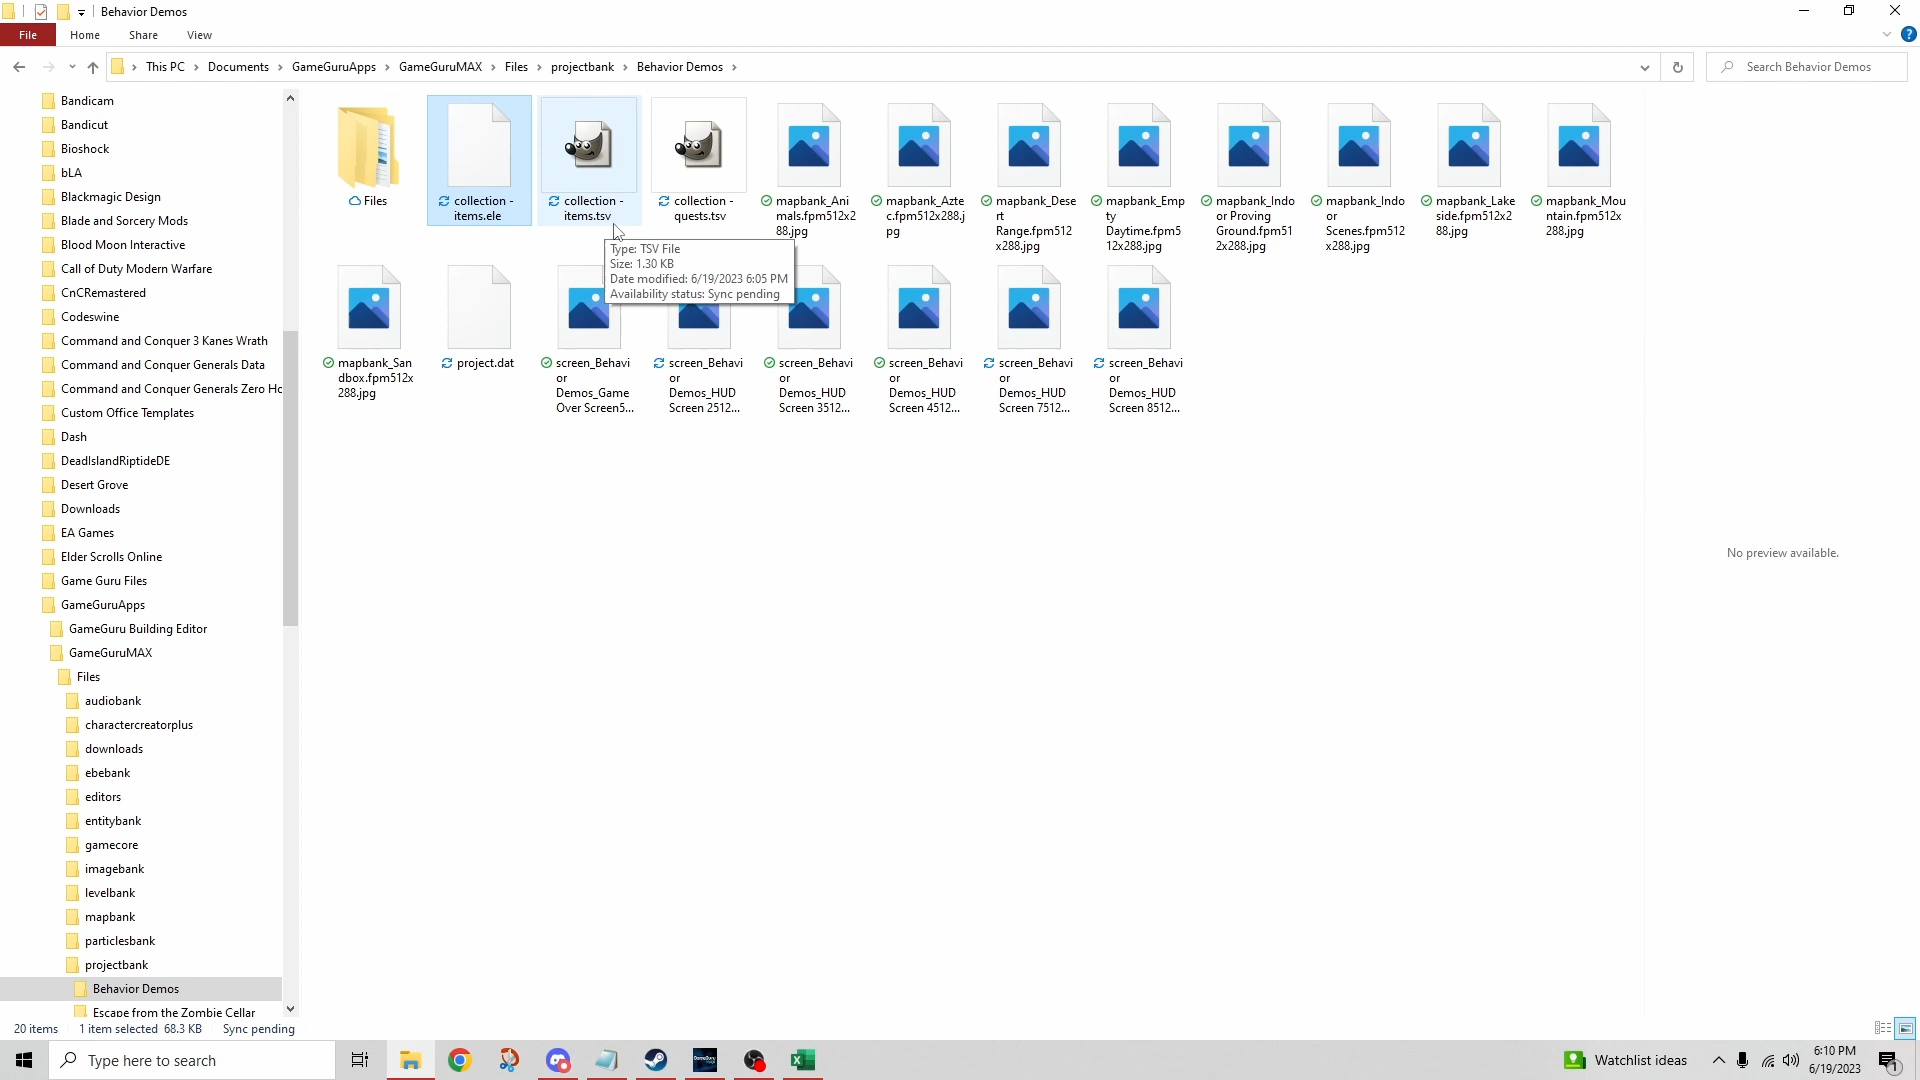 Behavior Demos
File
Home
Share
View
This PC
Documents
GameGuruApps
GameGuruMAX
Files
projectbank
Behavior Demos
Search Behavior Demos
Bandicam
Bandicut
Bioshock
bLA
Blackmagic Design
Blade and Sorcery Mods
Blood Moon Interactive
Call of Duty Modern Warfare
CnCRemastered
Codeswine
Command and Conquer 3 Kanes Wrath
Command and Conquer Generals Data
Command and Conquer Generals Zero Hc
Custom Office Templates
Dash
DeadIslandRiptideDE
Desert Grove
Downloads
EA Games
Elder Scrolls Online
Game Guru Files
GameGuruApps
GameGuru Building Editor
GameGuruMAX
Files
audiobank
charactercreatorplus
downloads
ebebank
editors
entitybank
gamecore
imagebank
levelbank
mapbank
particlesbank
projectbank
Behavior Demos
Escape from the Zombie Cellar
Files
collection -
items.ele
collection -
items.tsv
collection -
quests.tsv
mapbank_Ani
mals.fpm512x2
88.jpg
mapbank_Azte
c.fpm512x288.j
pg
mapbank_Dese
rt
Range.fpm512
x288.jpg
mapbank_Emp
ty
Daytime.fpm5
12x288.jpg
mapbank_Indo
or Proving
Ground.fpm51
2x288.jpg
mapbank_Indo
or
Scenes.fpm512
x288.jpg
mapbank_Lake
side.fpm512x2
88.jpg
mapbank_Mou
ntain.fpm512x
288.jpg
Type: TSV File
Size: 1.30 KB
Date modified: 6/19/2023 6:05 PM
Availability status: Sync pending
mapbank_San
dbox.fpm512x
288.jpg
project.dat
screen_Behavi
or
Demos_Game
Over Screen5...
screen_Behavi
or
Demos_HUD
Screen 2512...
screen_Behavi
or
Demos_HUD
Screen 3512...
screen_Behavi
or
Demos_HUD
Screen 4512...
screen_Behavi
or
Demos_HUD
Screen 7512...
screen_Behavi
or
Demos_HUD
Screen 8512...
No preview available.
20 items
1 item selected 68.3 KB
Sync pending
Type here to search
Watchlist ideas
6:10 PM
6/19/2023
1